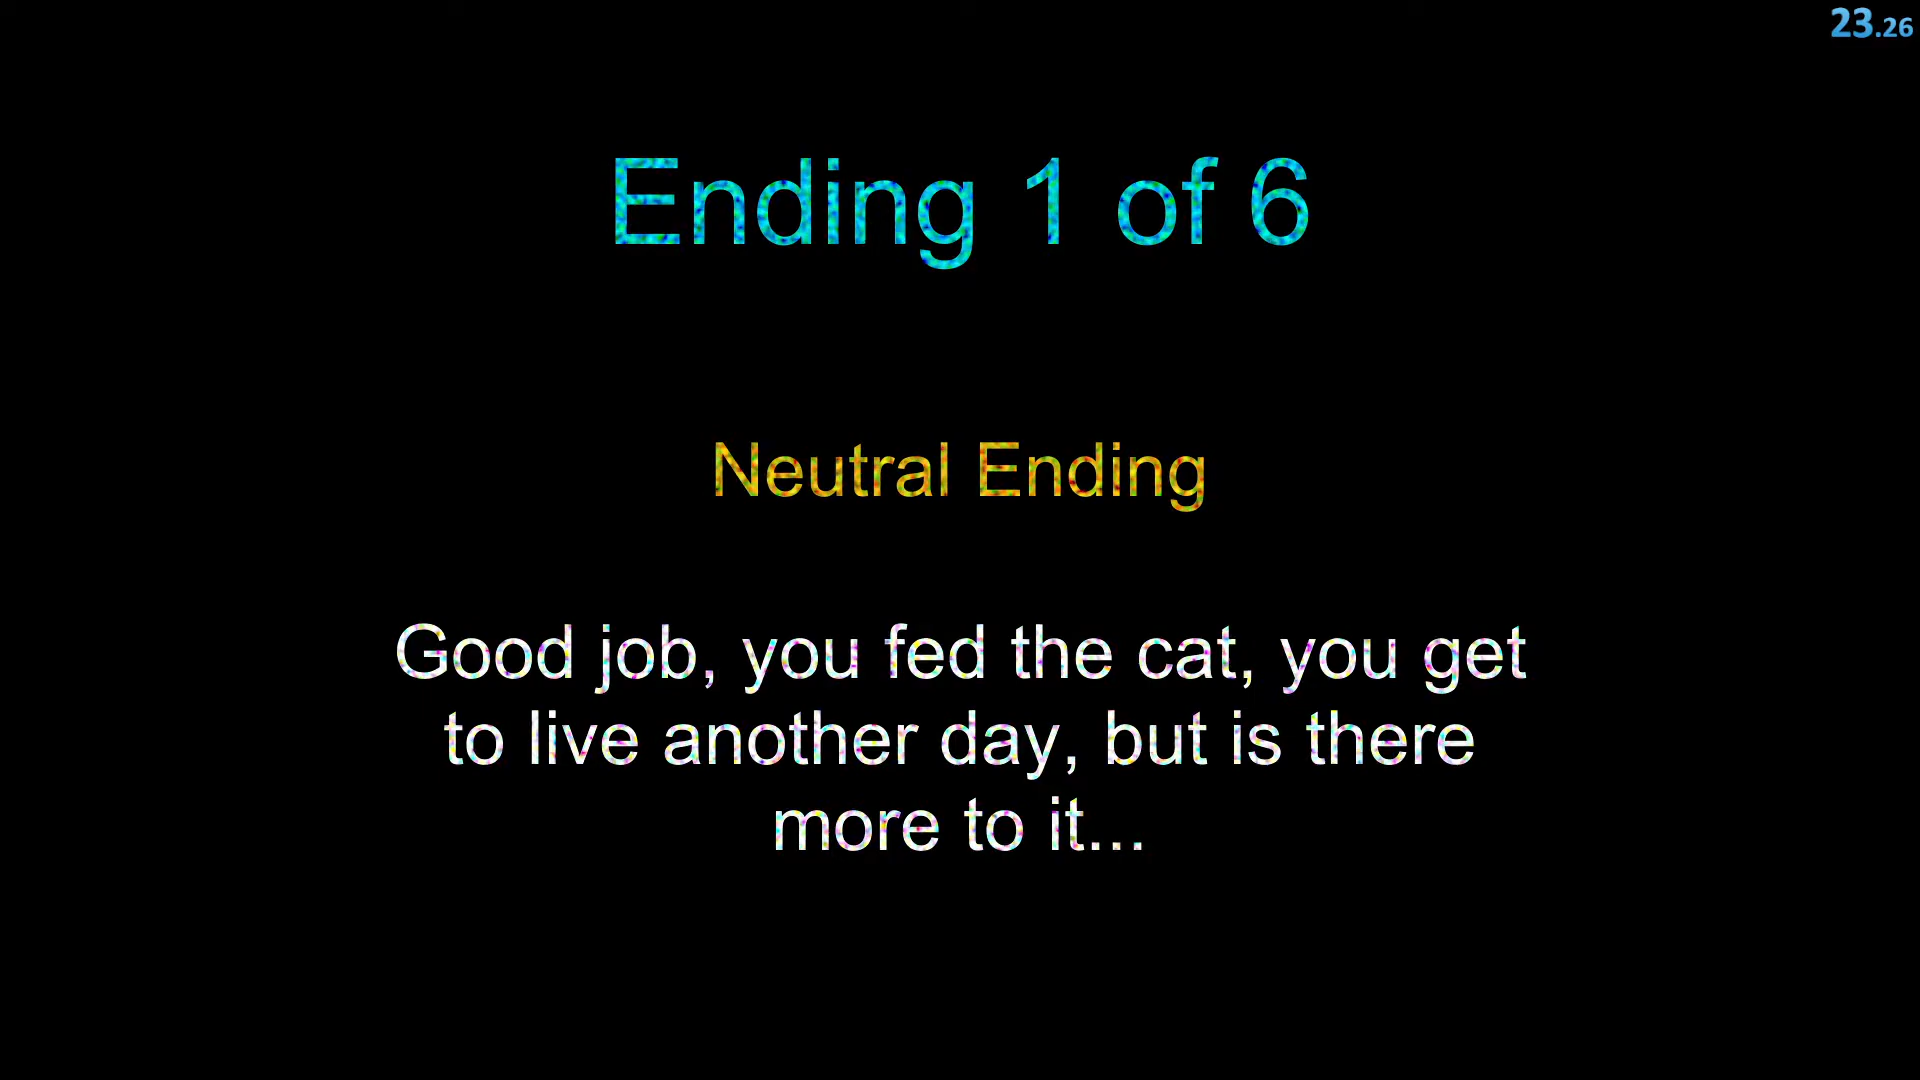 23.26
Ending 1 of 6
Neutral Ending
Good job, you fed the cat, you get
to live another day, but is there
more to it...